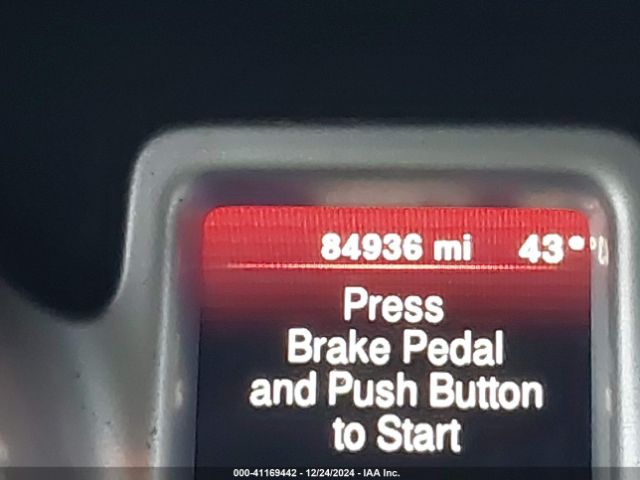 84936 mi 43°
Press
Brake Pedal
and Push Button
to Start
000-41169442 - 12/24/2024 - IAA Inc.